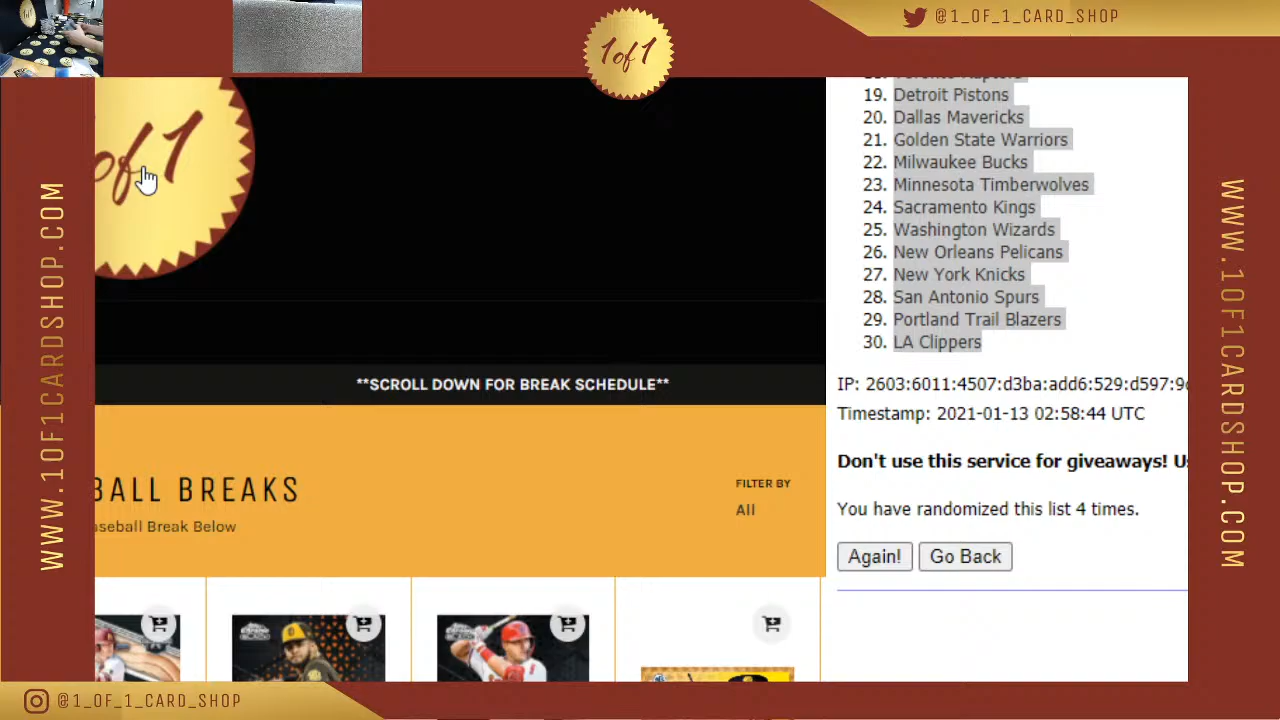 @1_OF_1_CARD_SHOP
1of1
of 1
WWW.1OF1CARDSHOP.COM
**SCROLL DOWN FOR BREAK SCHEDULE**
BALL BREAKS
aseball Break Below
FILTER BY
All
19. Detroit Pistons
20. Dallas Mavericks
21. Golden State Warriors
22. Milwaukee Bucks
23. Minnesota Timberwolves
24. Sacramento Kings
25. Washington Wizards
26. New Orleans Pelicans
27. New York Knicks
28. San Antonio Spurs
29. Portland Trail Blazers
30. LA Clippers
IP: 2603:6011:4507:d3ba:add6:529:d597:9
Timestamp: 2021-01-13 02:58:44 UTC
Don't use this service for giveaways! U
You have randomized this list 4 times.
Again! Go Back
WWW.1OF1CARDSHOP.COM
@1_OF_1_CARD_SHOP